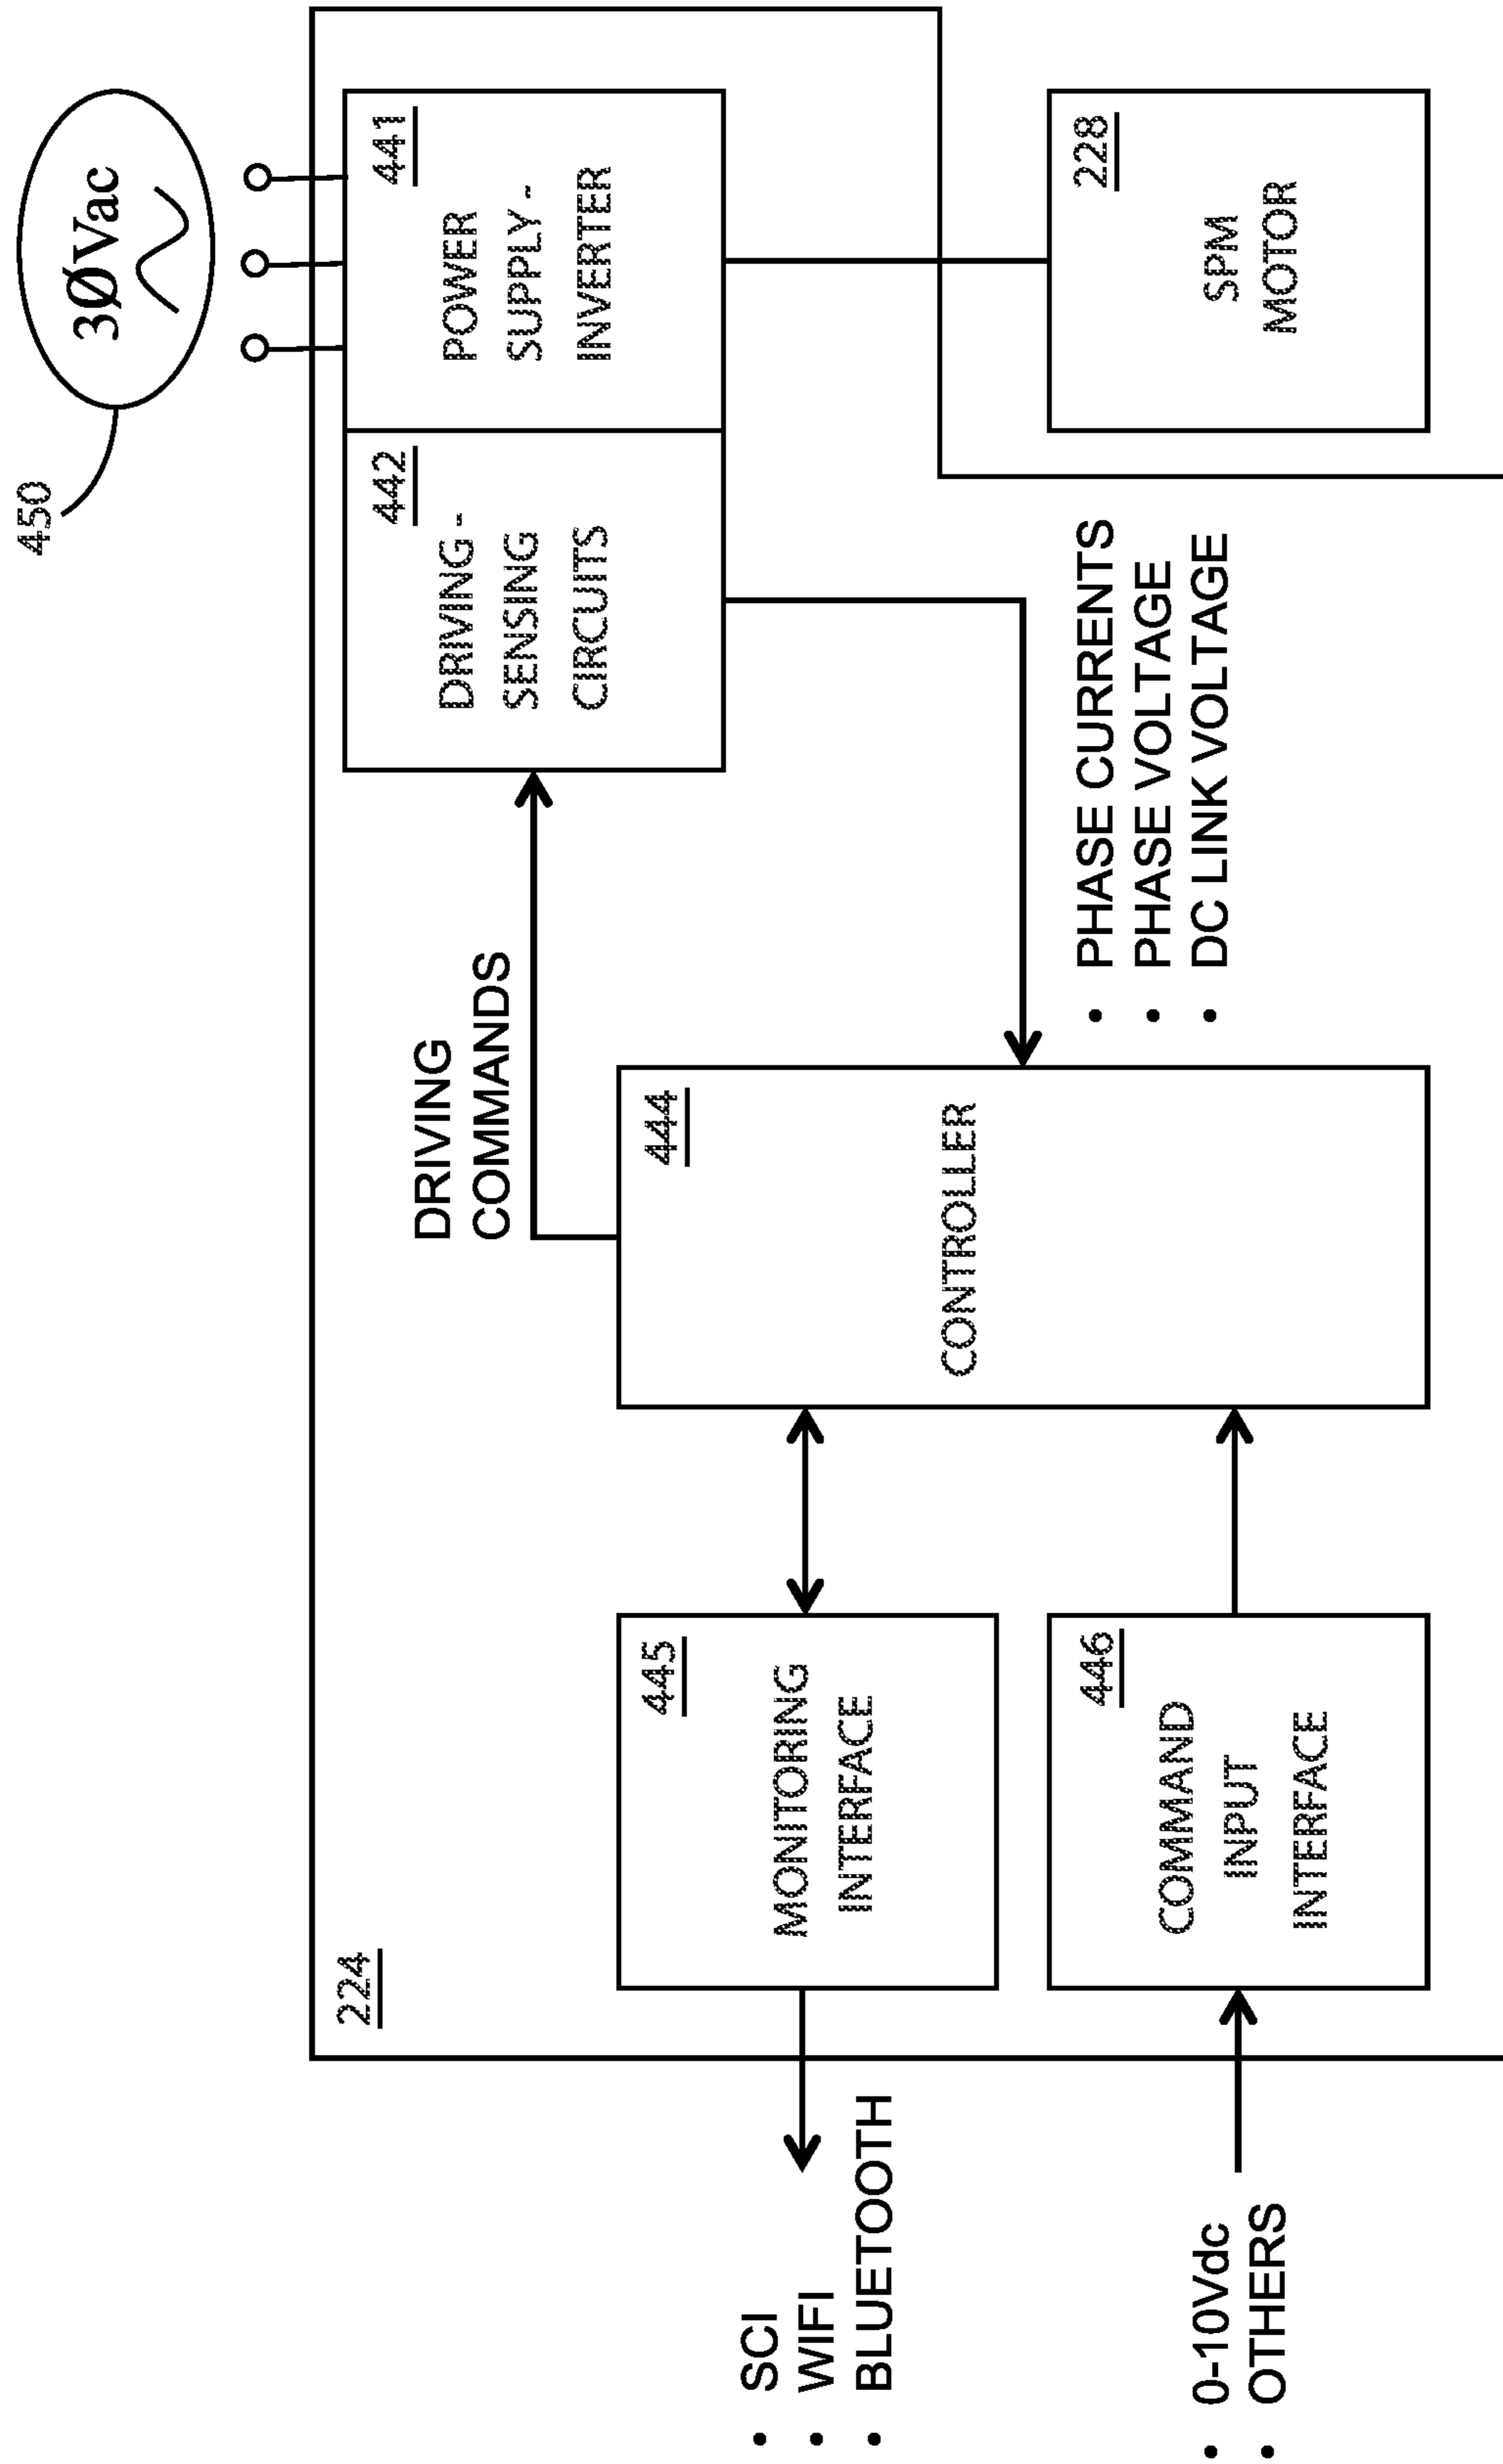 224
445
MONITORING
INTERFACE
446
COMMAND
INPUT
INTERFACE
• SCI
• WIFI
• BLUETOOTH
• 0-10Vdc
• OTHERS
444
CONTROLLER
DRIVING
COMMANDS
• PHASE CURRENTS
• PHASE VOLTAGE
• DC LINK VOLTAGE
442
DRIVING -
SENSING
CIRCUITS
441
POWER
SUPPLY -
INVERTER
450
3ØVac
228
SPM
MOTOR